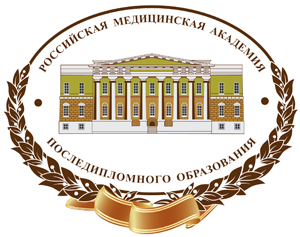 РОССИЙСКАЯ МЕДИЦИНСКАЯ АКАДЕМИЯ
ПОСЛЕДИПЛОМНОГО ОБРАЗОВАНИЯ